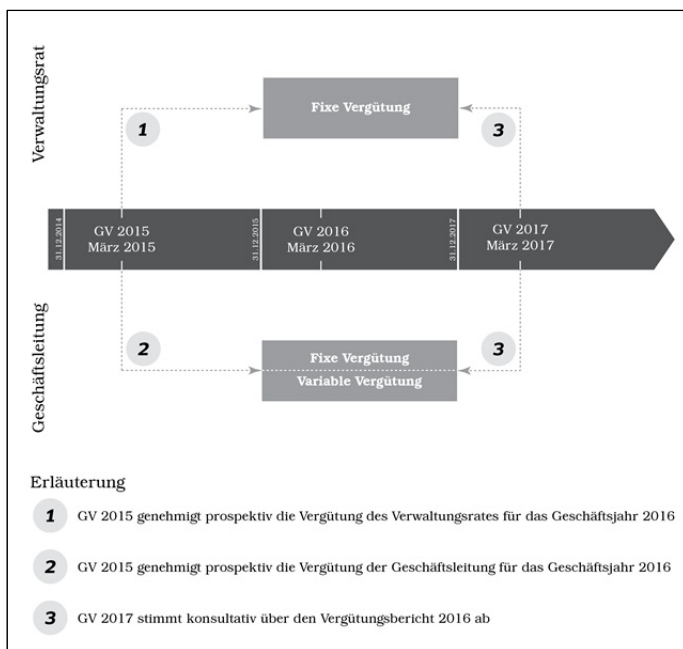 Verwaltungsrat
Fixe Vergütung
1
3
31.12.2014
GV 2015
März 2015
31.12.2015
GV 2016
März 2016
31.12.2017
GV 2017
März 2017
Geschäftsleitung
2
Fixe Vergütung
Variable Vergütung
3
Erläuterung
1 GV 2015 genehmigt prospektiv die Vergütung des Verwaltungsrates für das Geschäftsjahr 2016
2 GV 2015 genehmigt prospektiv die Vergütung der Geschäftsleitung für das Geschäftsjahr 2016
3 GV 2017 stimmt konsultativ über den Vergütungsbericht 2016 ab